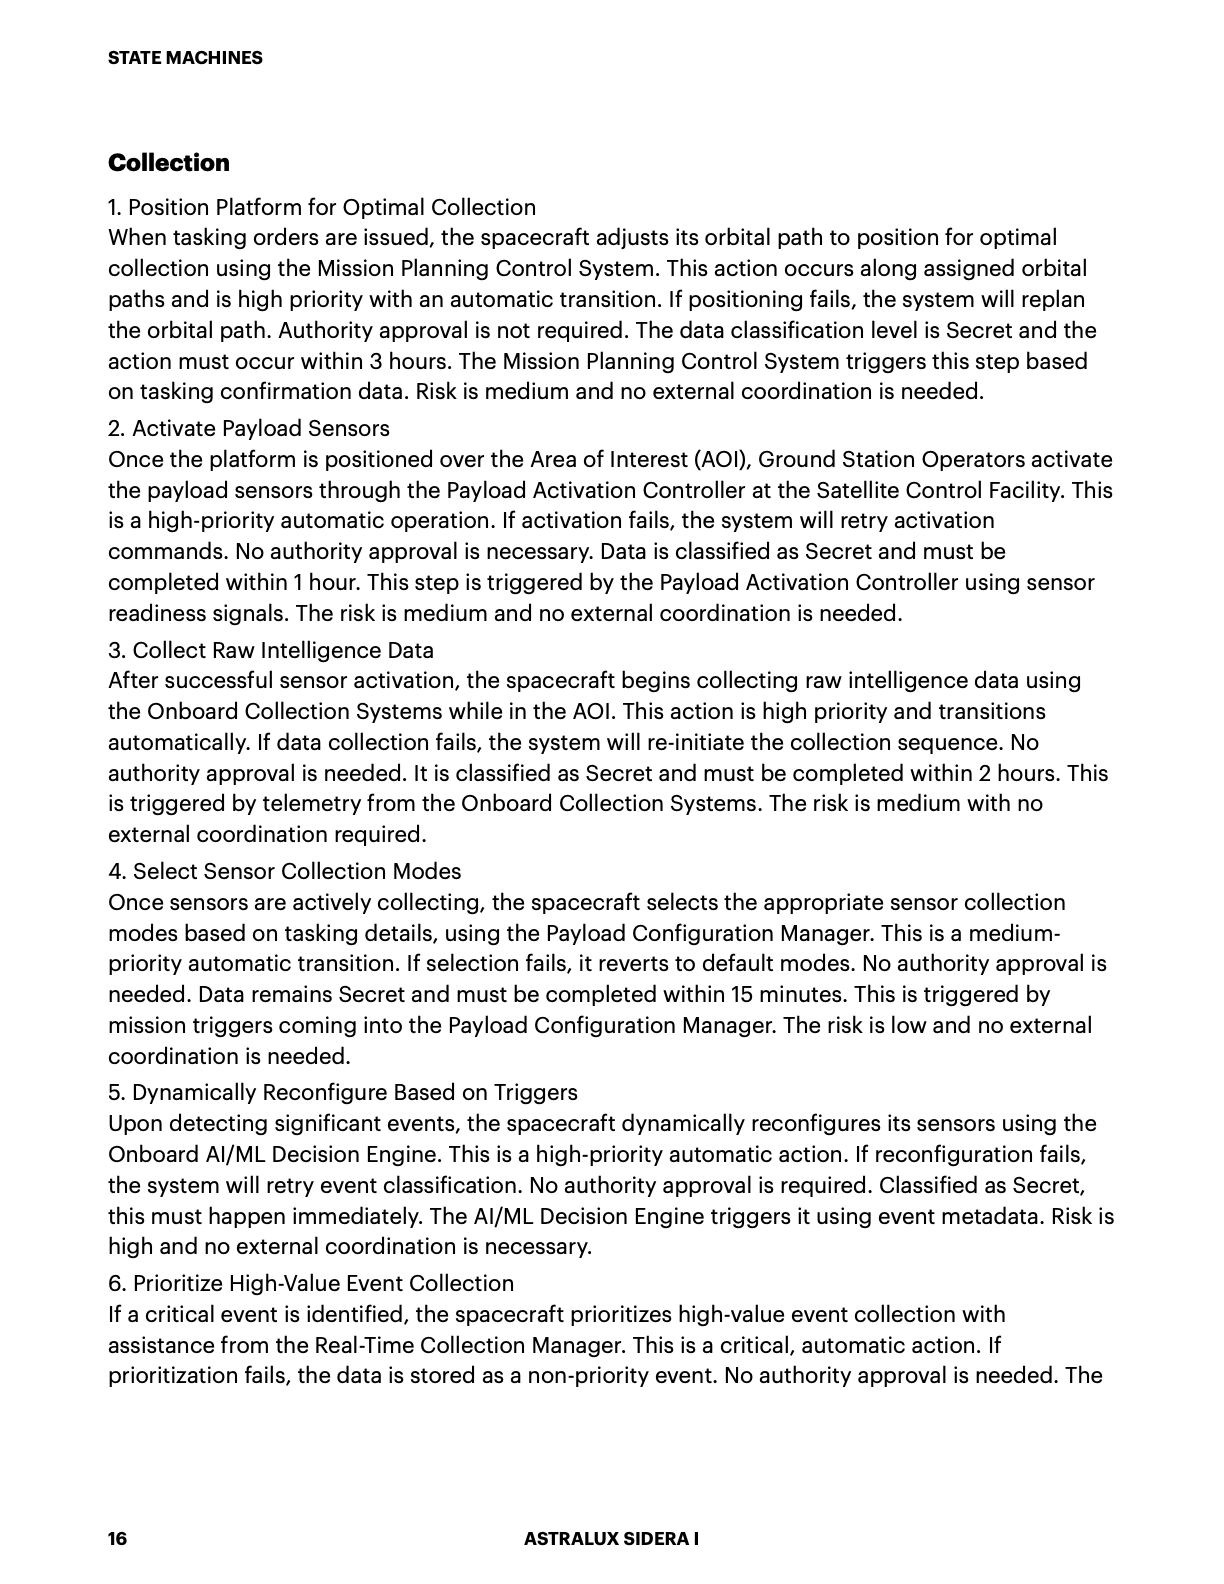 STATE MACHINES
Collection
1. Position Platform for Optimal Collection
When tasking orders are issued, the spacecraft adjusts its orbital path to position for optimal
collection using the Mission Planning Control System. This action occurs along assigned orbital
paths and is high priority with an automatic transition. If positioning fails, the system will replan
the orbital path. Authority approval is not required. The data classification level is Secret and the
action must occur within 3 hours. The Mission Planning Control System triggers this step based
on tasking confirmation data. Risk is medium and no external coordination is needed.
2. Activate Payload Sensors
Once the platform is positioned over the Area of Interest (AOI), Ground Station Operators activate
the payload sensors through the Payload Activation Controller at the Satellite Control Facility. This
is a high-priority automatic operation. If activation fails, the system will retry activation
commands. No authority approval is necessary. Data is classified as Secret and must be
completed within 1 hour. This step is triggered by the Payload Activation Controller using sensor
readiness signals. The risk is medium and no external coordination is needed.
3. Collect Raw Intelligence Data
After successful sensor activation, the spacecraft begins collecting raw intelligence data using
the Onboard Collection Systems while in the AOI. This action is high priority and transitions
automatically. If data collection fails, the system will re-initiate the collection sequence. No
authority approval is needed. It is classified as Secret and must be completed within 2 hours. This
is triggered by telemetry from the Onboard Collection Systems. The risk is medium with no
external coordination required.
4. Select Sensor Collection Modes
Once sensors are actively collecting, the spacecraft selects the appropriate sensor collection
modes based on tasking details, using the Payload Configuration Manager. This is a medium-
priority automatic transition. If selection fails, it reverts to default modes. No authority approval is
needed. Data remains Secret and must be completed within 15 minutes. This is triggered by
mission triggers coming into the Payload Configuration Manager. The risk is low and no external
coordination is needed.
5. Dynamically Reconfigure Based on Triggers
Upon detecting significant events, the spacecraft dynamically reconfigures its sensors using the
Onboard AI/ML Decision Engine. This is a high-priority automatic action. If reconfiguration fails,
the system will retry event classification. No authority approval is required. Classified as Secret,
this must happen immediately. The AI/ML Decision Engine triggers it using event metadata. Risk is
high and no external coordination is necessary.
6. Prioritize High-Value Event Collection
If a critical event is identified, the spacecraft prioritizes high-value event collection with
assistance from the Real-Time Collection Manager. This is a critical, automatic action. If
prioritization fails, the data is stored as a non-priority event. No authority approval is needed. The
16
ASTRALUX SIDERA I